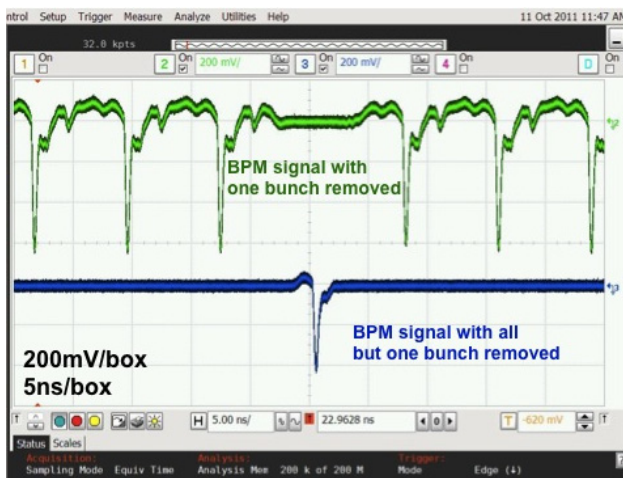 ntrol Setup Trigger Measure Analyze Utilities Help 11 Oct 2011 11:47 AM
32.0 kpts
1 On 2 On 200 mV/ 3 On 200 mV/ 4 On D On
BPM signal with
one bunch removed
BPM signal with all
but one bunch removed
200mV/box
5ns/box
H 5.00 ns/ T 22.9628 ns 0 T -620 mV
Status Scales
Acquisition: Analysis: Trigger:
Sampling Mode Equiv Time Analysis Mem 200 k of 200 M Mode Edge (↓)